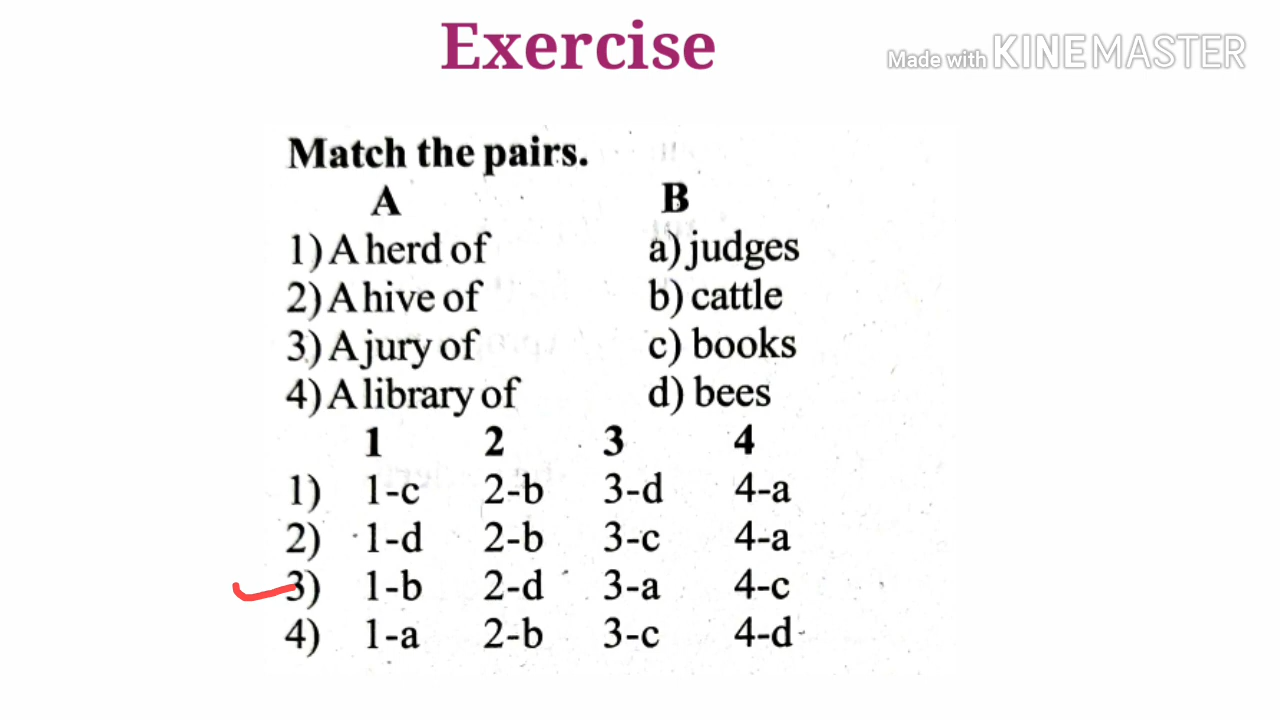 Exercise
Made with KINEMASTER
Match the pairs.
A B
1) A herd of a) judges
2) A hive of b) cattle
3) A jury of c) books
4) A library of d) bees
1 2 3 4
1) 1-c 2-b 3-d 4-a
2) 1-d 2-b 3-c 4-a
3) 1-b 2-d 3-a 4-c
4) 1-a 2-b 3-c 4-d